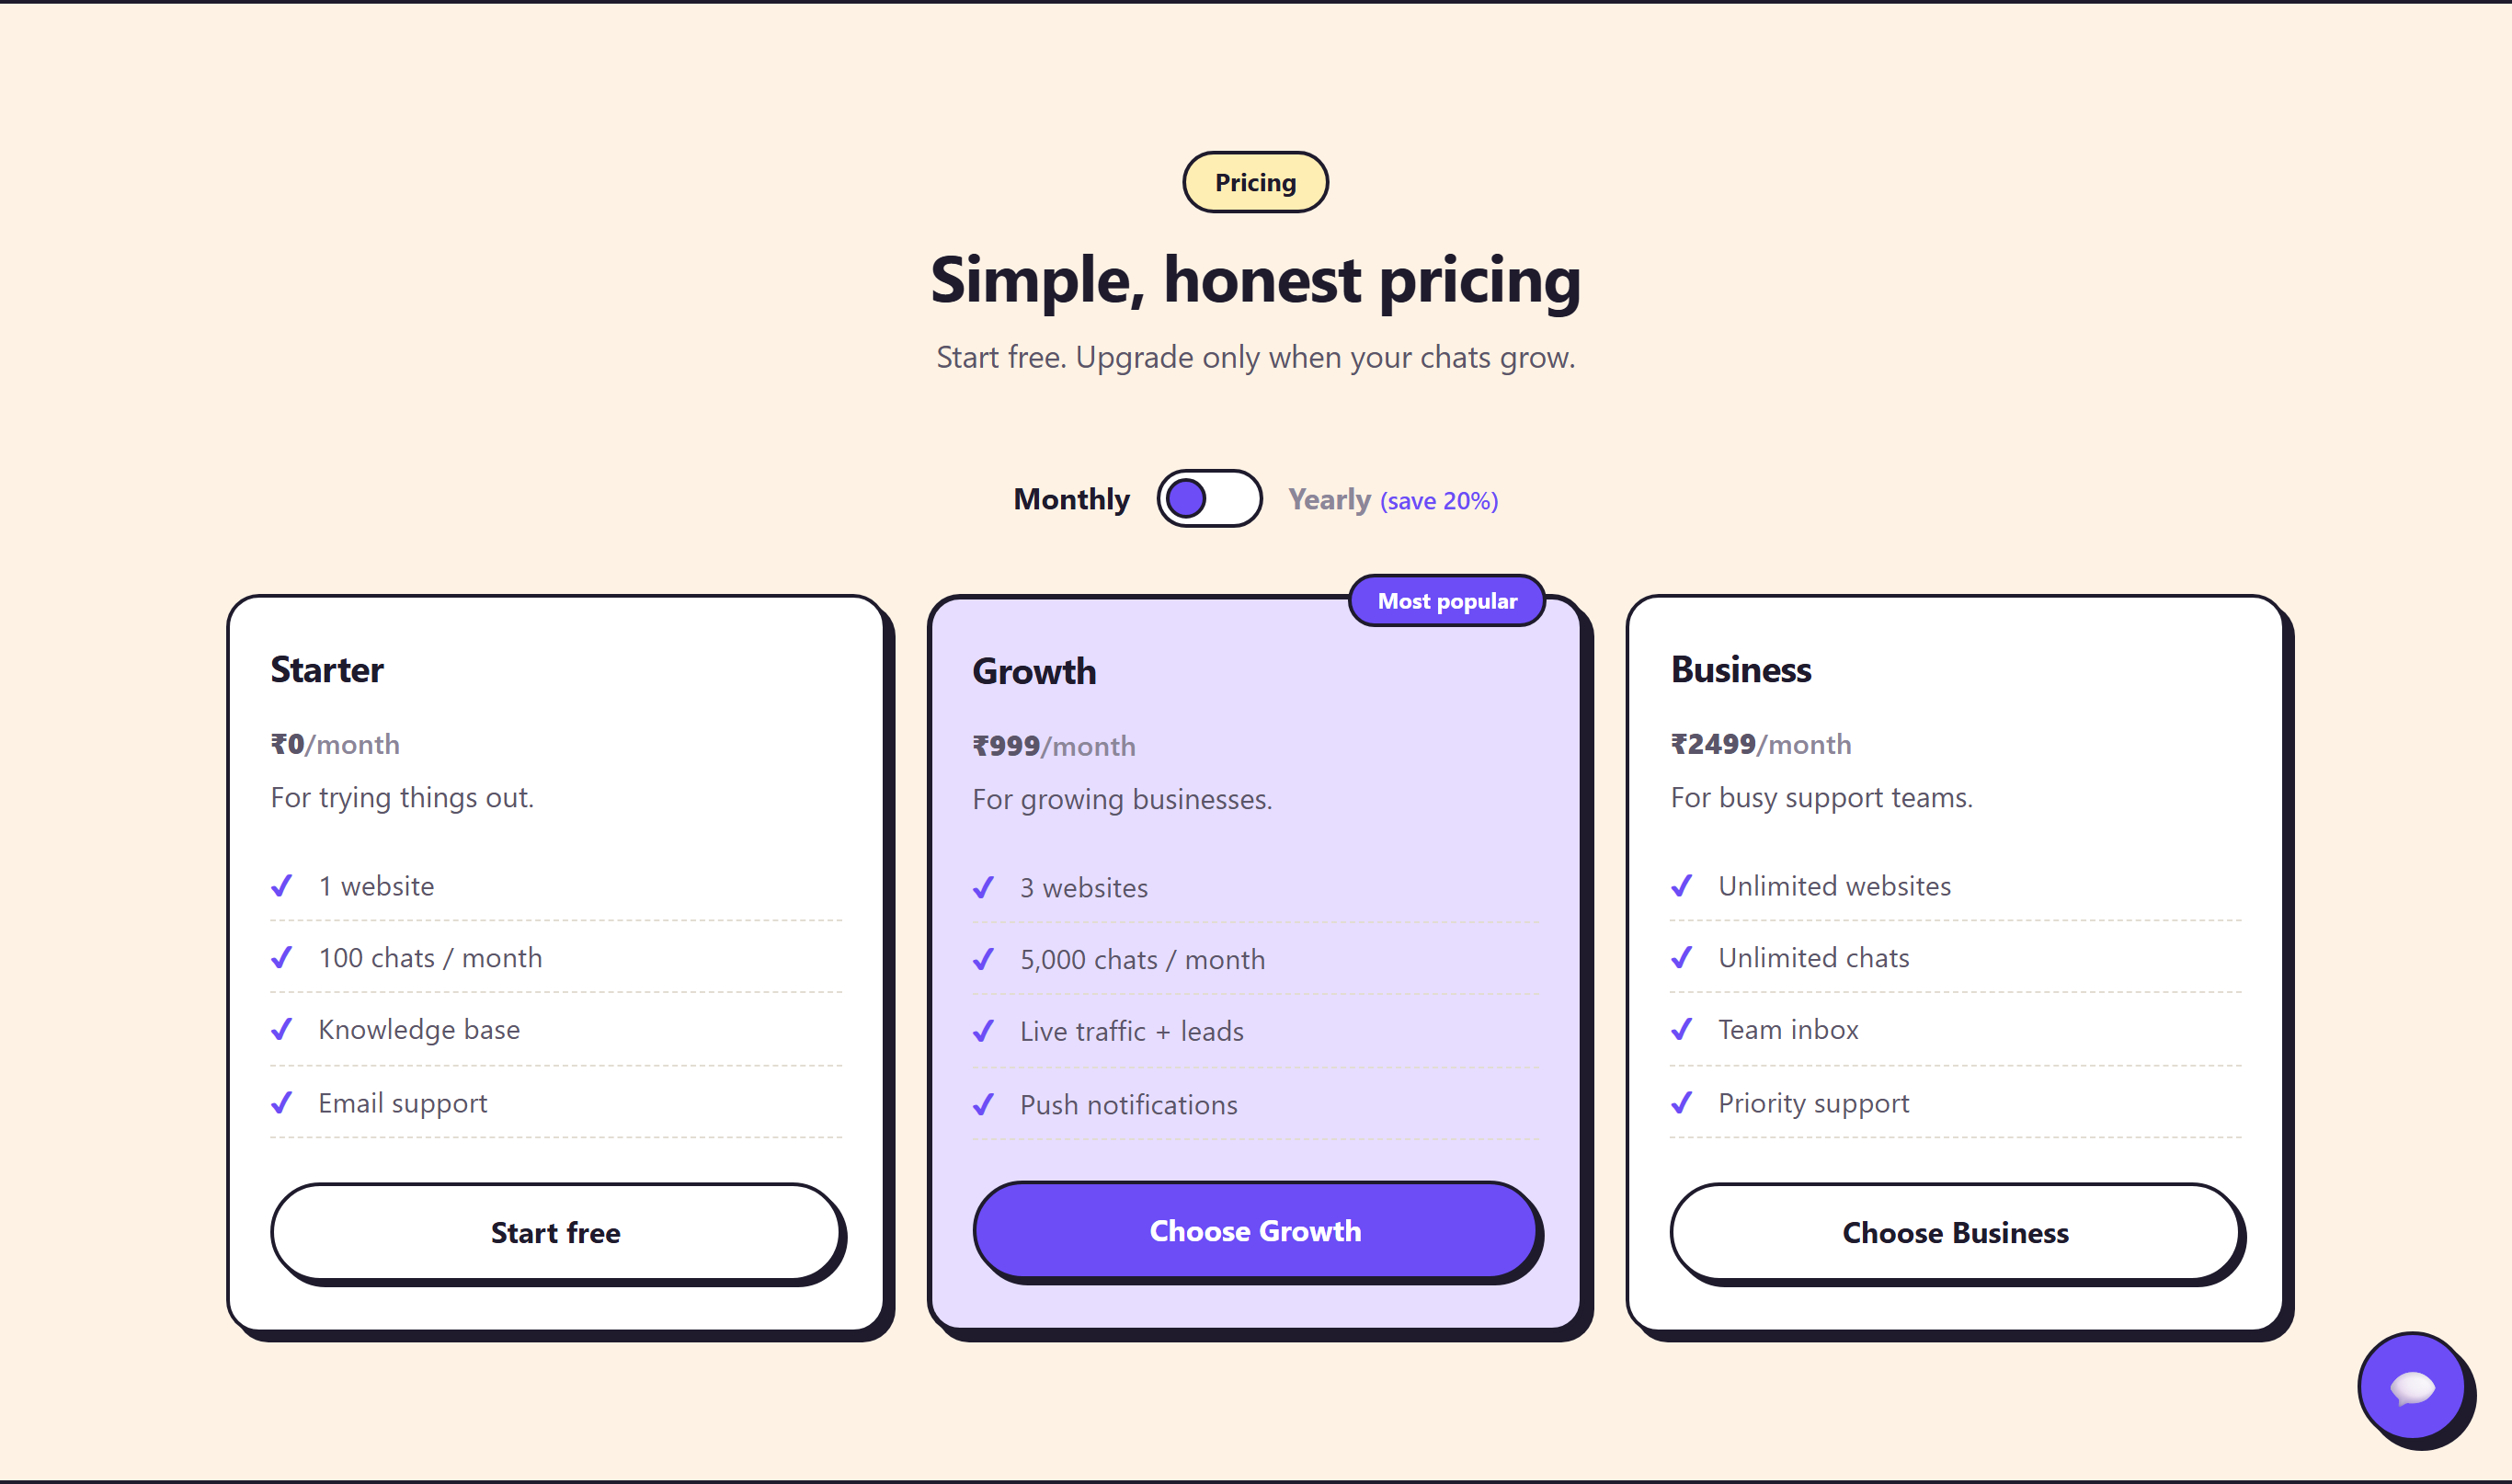 Pricing
Simple, honest pricing
Start free. Upgrade only when your chats grow.
Monthly Yearly (save 20%)
Starter
₹0/month
For trying things out.
✓ 1 website
✓ 100 chats / month
✓ Knowledge base
✓ Email support
Start free
Most popular
Growth
₹999/month
For growing businesses.
✓ 3 websites
✓ 5,000 chats / month
✓ Live traffic + leads
✓ Push notifications
Choose Growth
Business
₹2499/month
For busy support teams.
✓ Unlimited websites
✓ Unlimited chats
✓ Team inbox
✓ Priority support
Choose Business